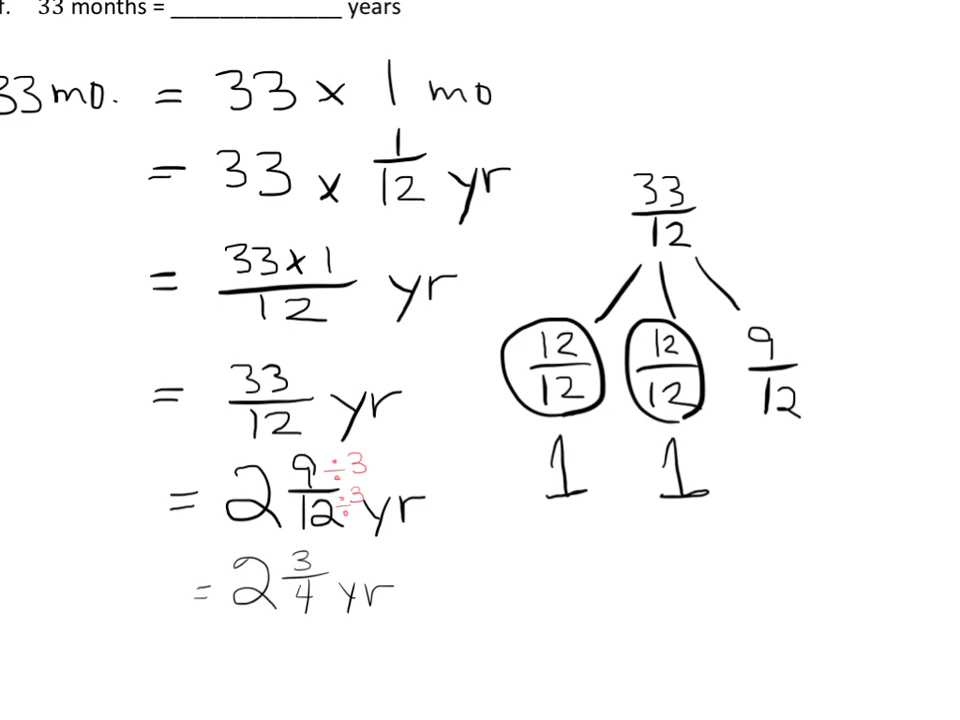 f. 33 months = ______________ years
33 mo. = 33 × 1 mo
= 33 × 1/12 yr
= 33×1/12 yr
= 33/12 yr
= 2 9÷3/12÷3 yr
= 2 3/4 yr
33/12
12/12 12/12 9/12
1 1